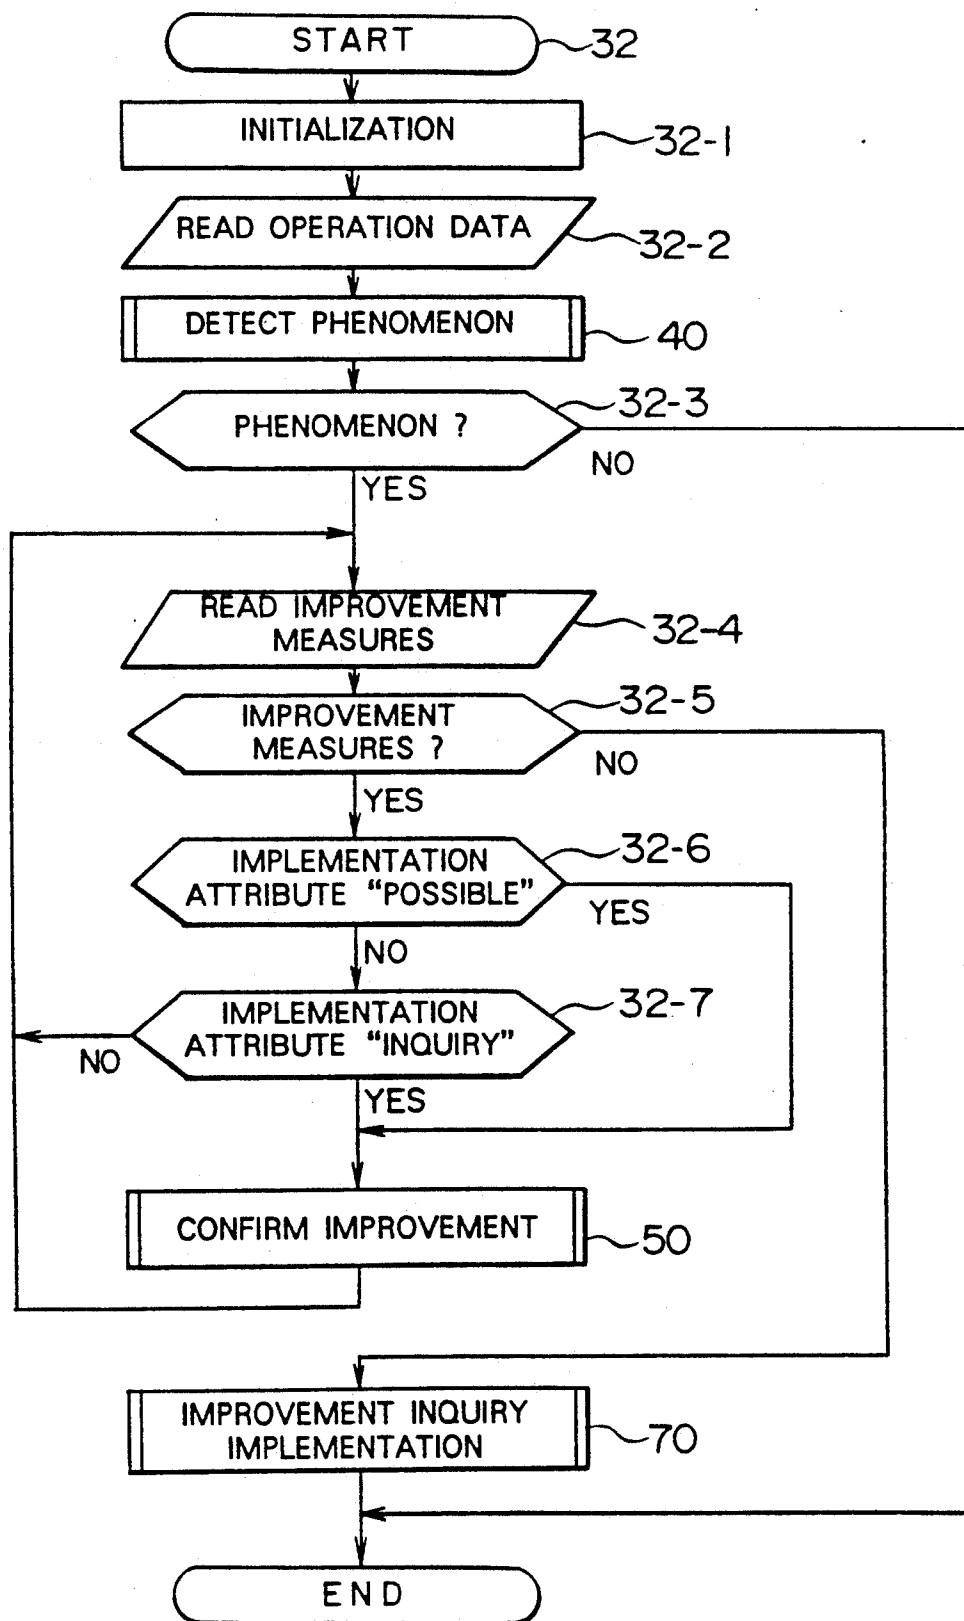 START
32
INITIALIZATION
32-1
READ OPERATION DATA
32-2
DETECT PHENOMENON
40
32-3
PHENOMENON ?
NO
YES
READ IMPROVEMENT
MEASURES
32-4
32-5
IMPROVEMENT
MEASURES ?
NO
YES
32-6
IMPLEMENTATION
ATTRIBUTE “POSSIBLE”
YES
NO
32-7
IMPLEMENTATION
ATTRIBUTE “INQUIRY”
NO
YES
CONFIRM IMPROVEMENT
50
IMPROVEMENT INQUIRY
IMPLEMENTATION
70
END